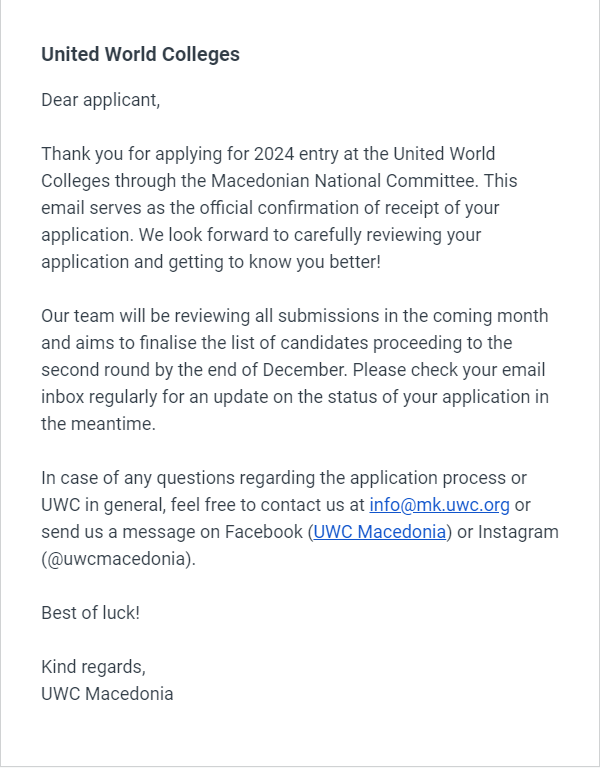 United World Colleges
Dear applicant,
Thank you for applying for 2024 entry at the United World
Colleges through the Macedonian National Committee. This
email serves as the official confirmation of receipt of your
application. We look forward to carefully reviewing your
application and getting to know you better!
Our team will be reviewing all submissions in the coming month
and aims to finalise the list of candidates proceeding to the
second round by the end of December. Please check your email
inbox regularly for an update on the status of your application in
the meantime.
In case of any questions regarding the application process or
UWC in general, feel free to contact us at info@mk.uwc.org or
send us a message on Facebook (UWC Macedonia) or Instagram
(@uwcmacedonia).
Best of luck!
Kind regards,
UWC Macedonia